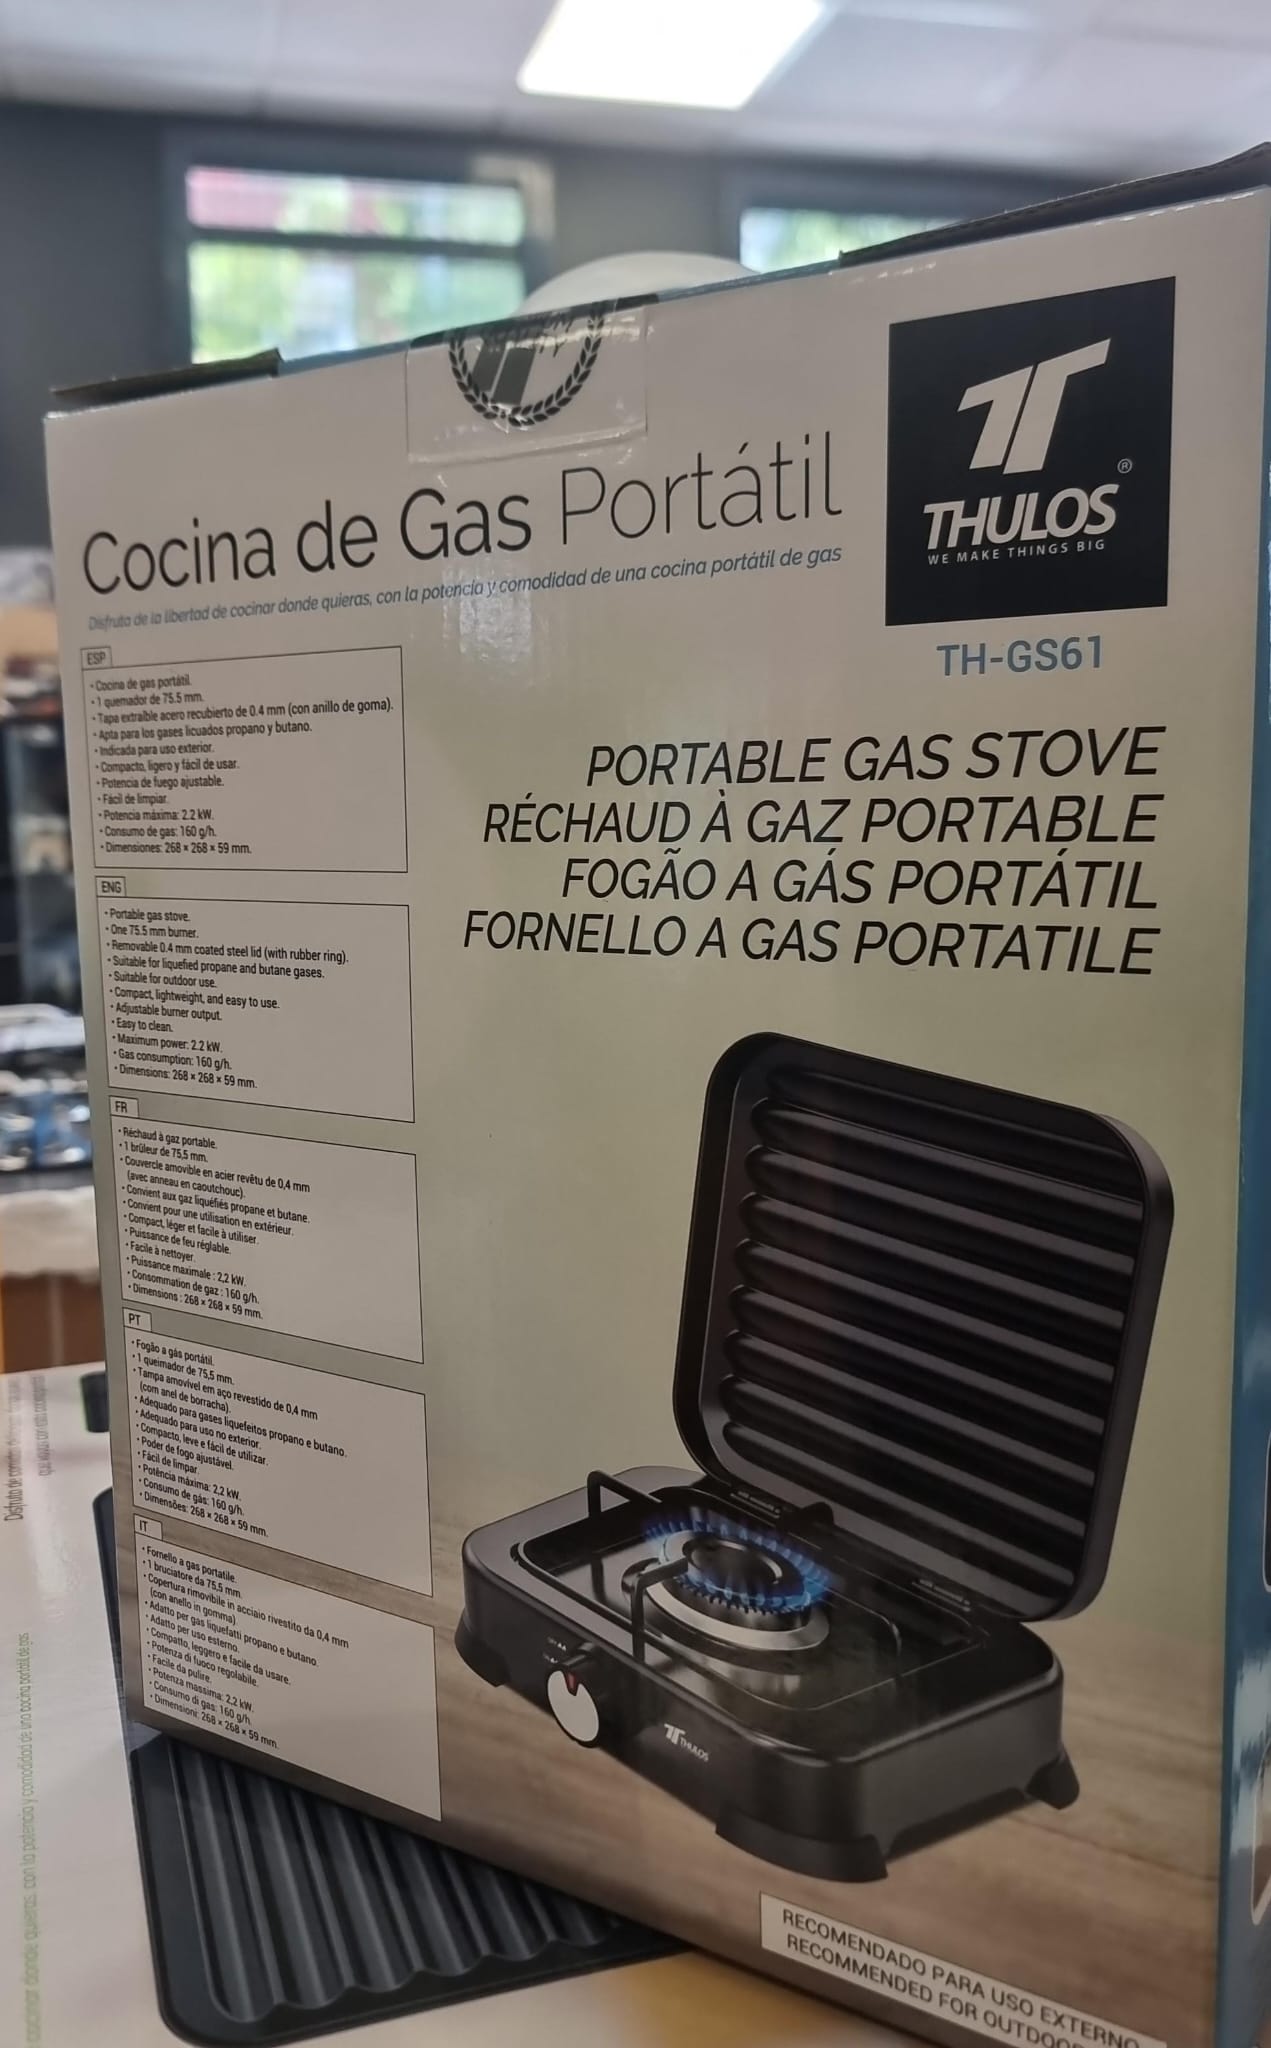 Cocina de Gas Portátil
Disfruta de la libertad de cocinar donde quieras, con la potencia y comodidad de una cocina portátil de gas
THULOS
®
WE MAKE THINGS BIG
TH-GS61
PORTABLE GAS STOVE
RÉCHAUD À GAZ PORTABLE
FOGÃO A GÁS PORTÁTIL
FORNELLO A GAS PORTATILE
ESP
• Cocina de gas portátil.
• 1 quemador de 75.5 mm.
• Tapa extraíble acero recubierto de 0.4 mm (con anillo de goma).
• Apta para los gases licuados propano y butano.
• Indicada para uso exterior.
• Compacto, ligero y fácil de usar.
• Potencia de fuego ajustable.
• Fácil de limpiar.
• Potencia máxima: 2.2 kW.
• Consumo de gas: 160 g/h.
• Dimensiones: 268 × 268 × 59 mm.
ENG
• Portable gas stove.
• One 75.5 mm burner.
• Removable 0.4 mm coated steel lid (with rubber ring).
• Suitable for liquefied propane and butane gases.
• Suitable for outdoor use.
• Compact, lightweight, and easy to use.
• Adjustable burner output.
• Easy to clean.
• Maximum power: 2.2 kW.
• Gas consumption: 160 g/h.
• Dimensions: 268 × 268 × 59 mm.
FR
• Réchaud à gaz portable.
• 1 brûleur de 75,5 mm.
• Couvercle amovible en acier revêtu de 0,4 mm
(avec anneau en caoutchouc).
• Convient aux gaz liquéfiés propane et butane.
• Convient pour une utilisation en extérieur.
• Compact, léger et facile à utiliser.
• Puissance de feu réglable.
• Facile à nettoyer.
• Puissance maximale : 2,2 kW.
• Consommation de gaz : 160 g/h.
• Dimensions : 268 × 268 × 59 mm.
PT
• Fogão a gás portátil.
• 1 queimador de 75,5 mm.
• Tampa amovível em aço revestido de 0,4 mm
(com anel de borracha).
• Adequado para gases liquefeitos propano e butano.
• Adequado para uso no exterior.
• Compacto, leve e fácil de utilizar.
• Poder de fogo ajustável.
• Fácil de limpar.
• Potência máxima: 2,2 kW.
• Consumo de gás: 160 g/h.
• Dimensões: 268 × 268 × 59 mm.
IT
• Fornello a gas portatile.
• 1 bruciatore da 75,5 mm.
• Copertura rimovibile in acciaio rivestito da 0,4 mm
(con anello in gomma).
• Adatto per gas liquefatti propano e butano.
• Adatto per uso esterno.
• Compatto, leggero e facile da usare.
• Potenza di fuoco regolabile.
• Facile da pulire.
• Potenza massima: 2,2 kW.
• Consumo di gas: 160 g/h.
• Dimensioni: 268 × 268 × 59 mm.
THULOS
RECOMENDADO PARA USO EXTERNO
RECOMMENDED FOR OUTDOOR
cocinar donde quieras, con la potencia y comodidad de una cocina portátil de gas